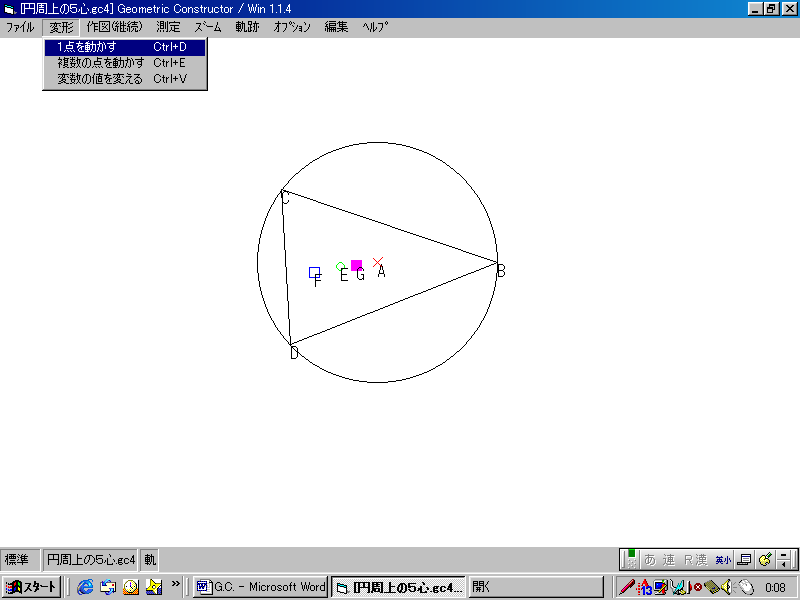 [円周上の5心.gc4] Geometric Constructor / Win 1.1.4
ファイル 変形 作図(継続) 測定 ズーム 軌跡 オプション 編集 ヘルプ
1点を動かす Ctrl+D
複数の点を動かす Ctrl+E
変数の値を変える Ctrl+V
C
A
B
E
G
F
D
標準 円周上の5心.gc4 軌
あ 連 R漢 英小
スタート » G.C. - Microsoft Word [円周上の5心.gc4... 開く 13 0:08